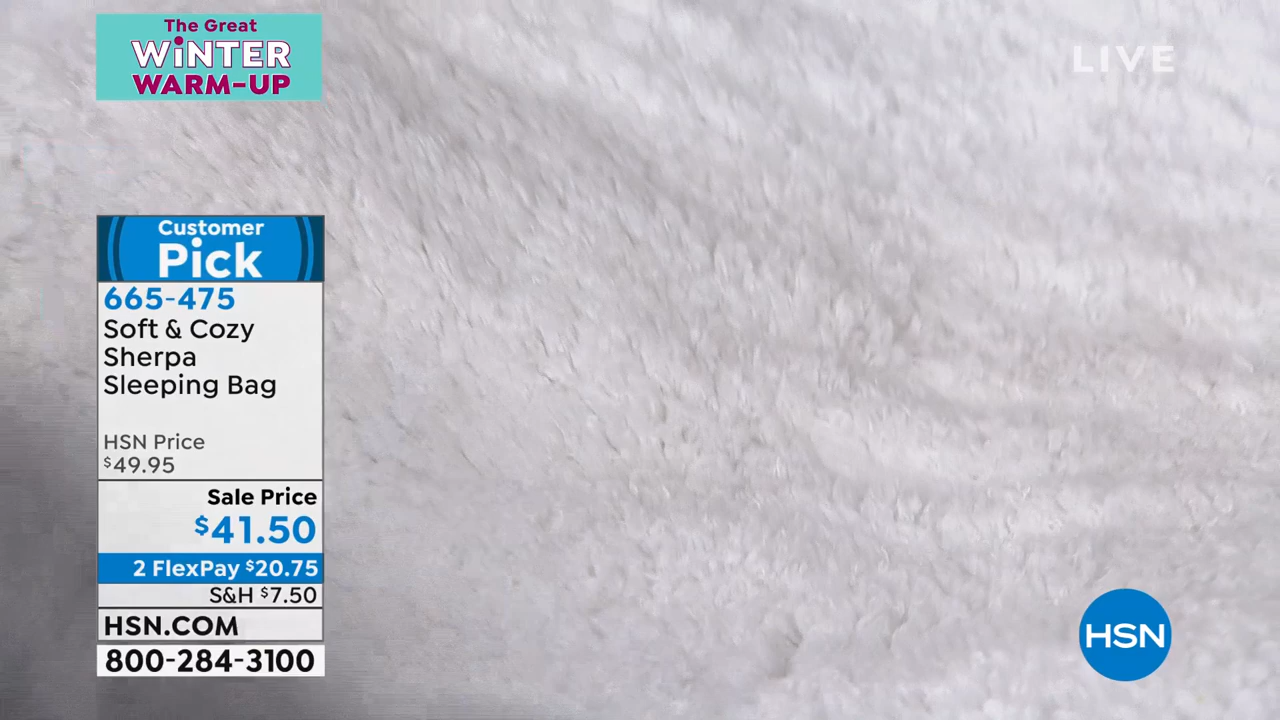 The Great
WiNTER
WARM-UP
LIVE
Customer
Pick
665-475
Soft & Cozy
Sherpa
Sleeping Bag
HSN Price
$49.95
Sale Price
$41.50
2 FlexPay $20.75
S&H $7.50
HSN.COM
800-284-3100
HSN